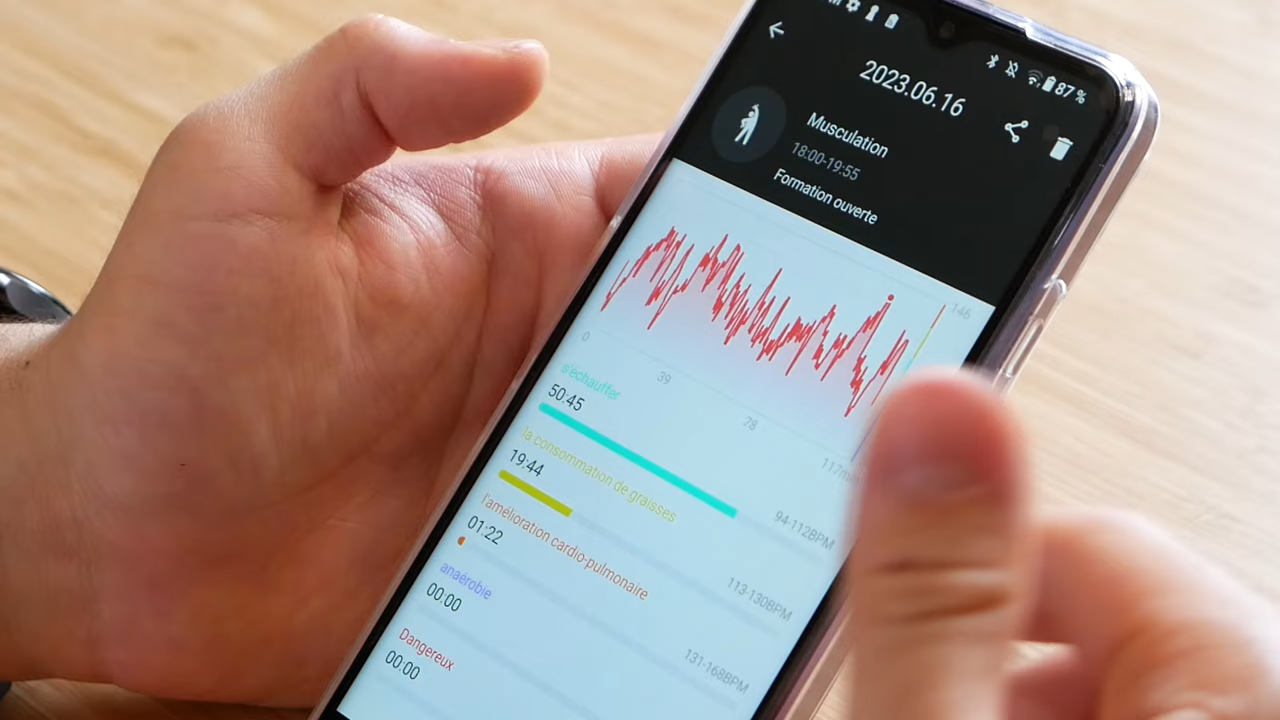 87 %
2023.06.16
Musculation
18:00-19:55
Formation ouverte
146
0
39
78
117min
s'échauffer
50:45
94-112BPM
la consommation de graisses
19:44
113-130BPM
l'amélioration cardio-pulmonaire
01:22
131-168BPM
anaérobie
00:00
Dangereux
00:00